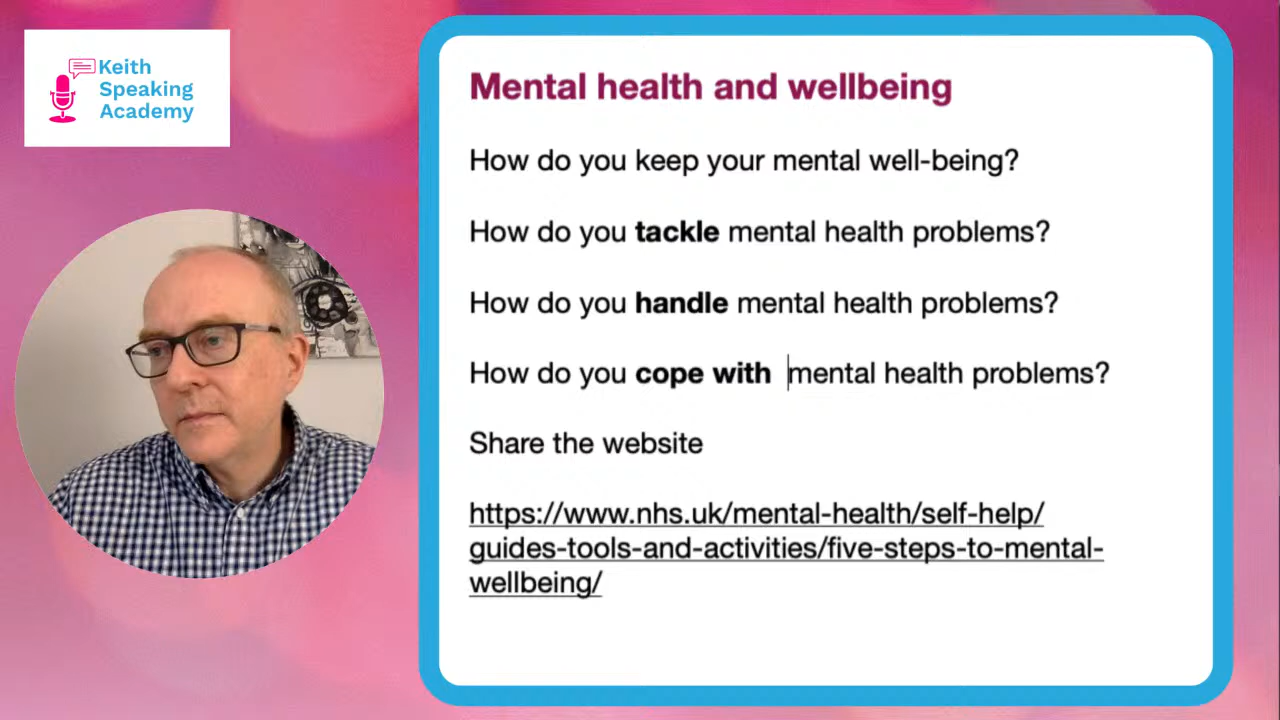 Keith
Speaking
Academy
Mental health and wellbeing
How do you keep your mental well-being?
How do you tackle mental health problems?
How do you handle mental health problems?
How do you cope with  mental health problems?
Share the website
https://www.nhs.uk/mental-health/self-help/
guides-tools-and-activities/five-steps-to-mental-
wellbeing/